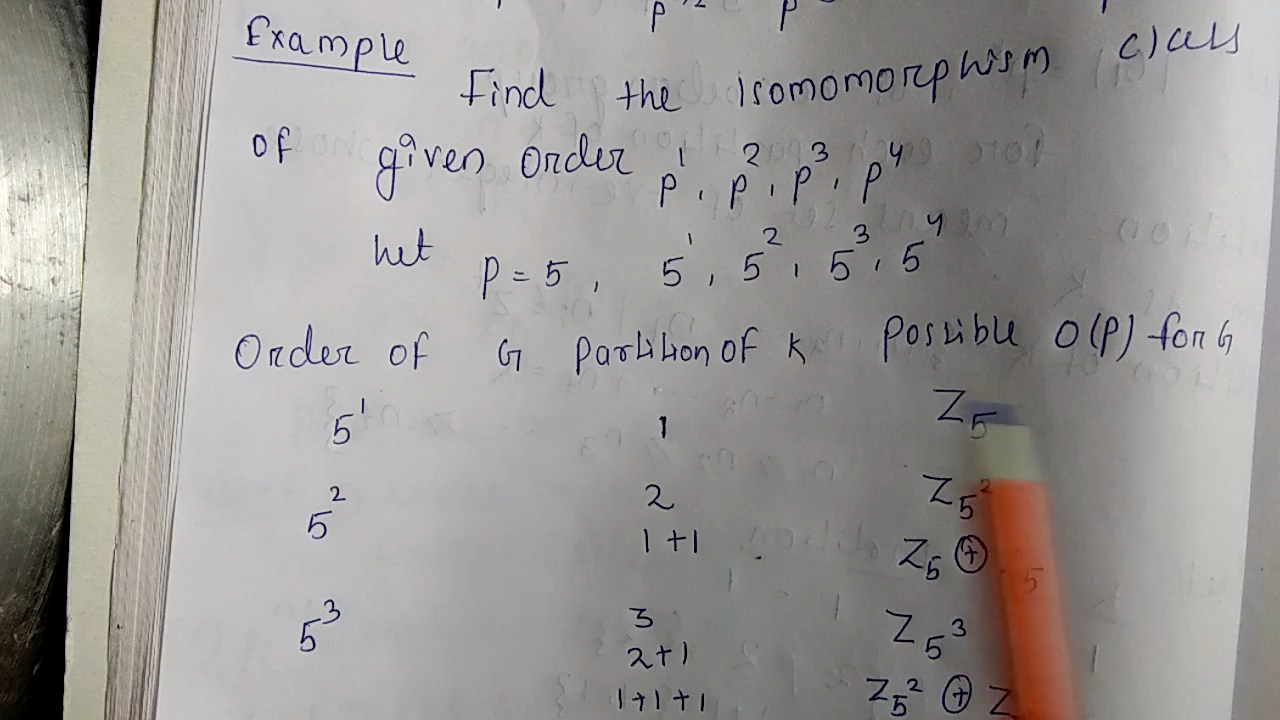 p p
Example
Find the isomomorphism class
of given order p¹, p², p³, p⁴
Let p = 5, 5¹, 5², 5³, 5⁴
Order of G Partition of K Possible O(P) for G
5¹ 1 Z₅
5² 2 Z₅²
1+1 Z₅ ⊕ ₅
5³ 3 Z₅³
2+1
1+1+1 Z₅² ⊕ Z